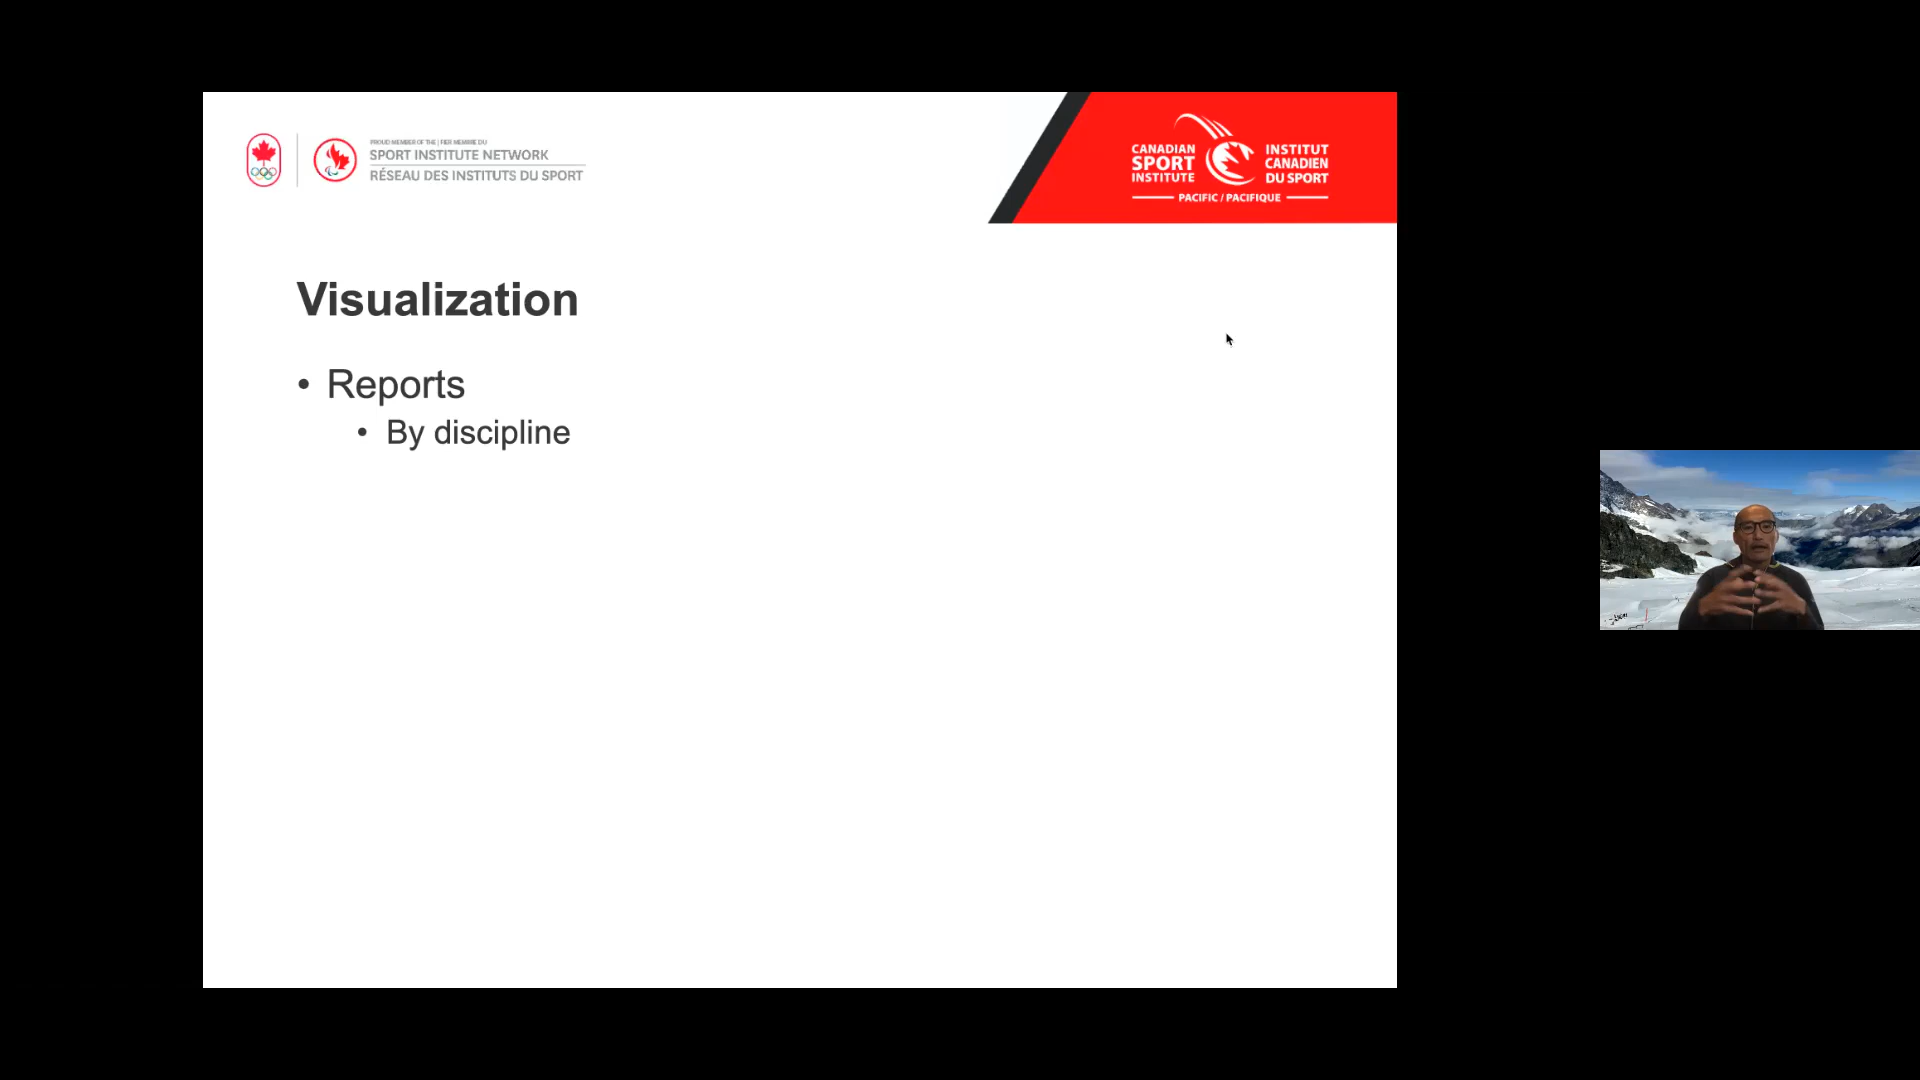 PROUD MEMBER OF THE | FIER MEMBRE DU
SPORT INSTITUTE NETWORK
RÉSEAU DES INSTITUTS DU SPORT
CANADIAN
SPORT
INSTITUTE
INSTITUT
CANADIEN
DU SPORT
PACIFIC / PACIFIQUE
Visualization
• Reports
• By discipline